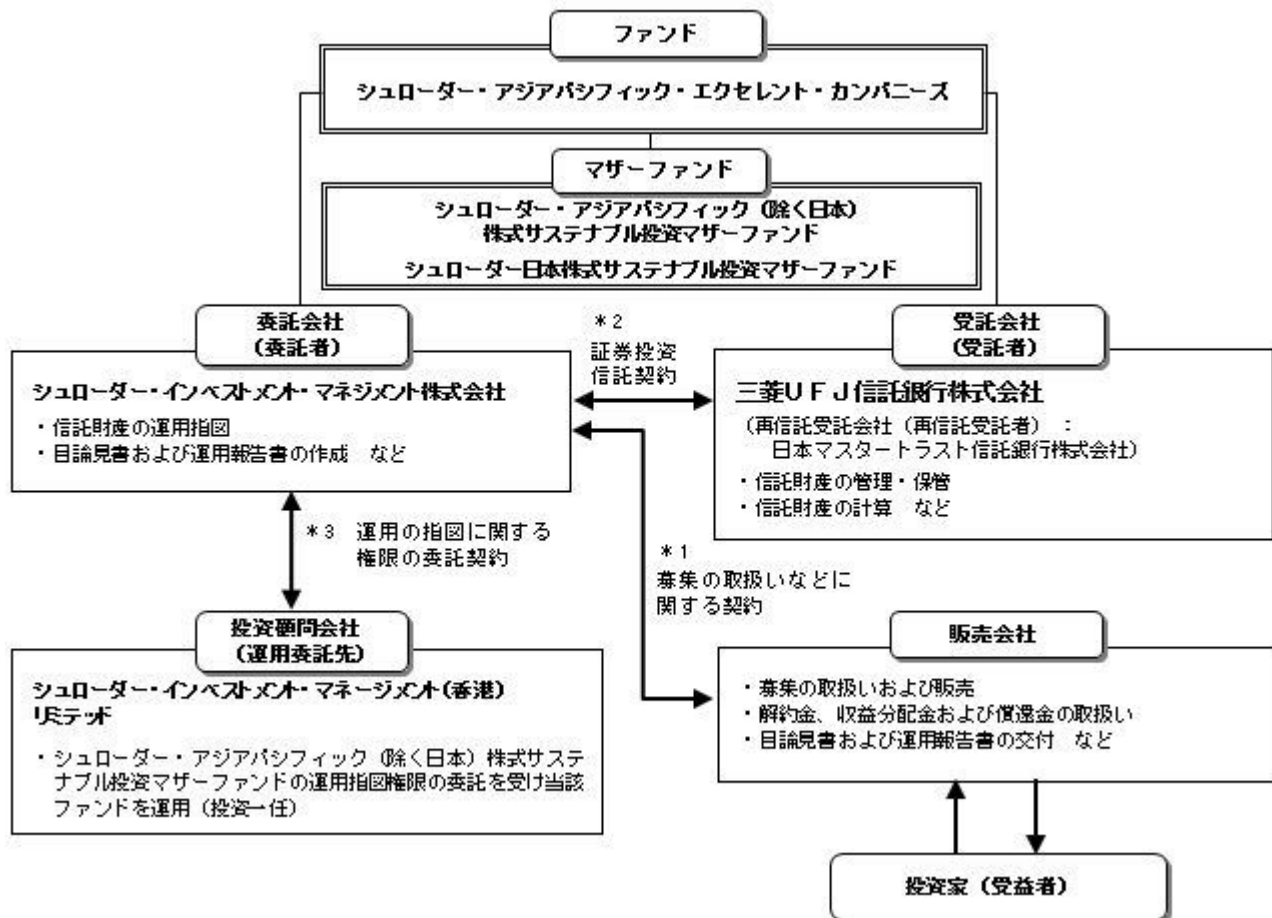 ファンド
シュローダー・アジアパシフィック・エクセレント・カンパニーズ
マザーファンド
シュローダー・アジアパシフィック（除く日本）
株式サステナブル投資マザーファンド
シュローダー日本株式サステナブル投資マザーファンド
委託会社
（委託者）
シュローダー・インベストメント・マネジメント株式会社
・信託財産の運用指図
・目論見書および運用報告書の作成　など
＊2
証券投資
信託契約
受託会社
（受託者）
三菱ＵＦＪ信託銀行株式会社
（再信託受託会社（再信託受託者）：
日本マスタートラスト信託銀行株式会社）
・信託財産の管理・保管
・信託財産の計算　など
＊3　運用の指図に関する
権限の委託契約
＊1
募集の取扱いなどに
関する契約
投資顧問会社
（運用委託先）
シュローダー・インベストメント・マネージメント（香港）
リミテッド
・シュローダー・アジアパシフィック（除く日本）株式サステ
ナブル投資マザーファンドの運用指図権限の委託を受け当該
ファンドを運用（投資一任）
販売会社
・募集の取扱いおよび販売
・解約金、収益分配金および償還金の取扱い
・目論見書および運用報告書の交付　など
投資家（受益者）